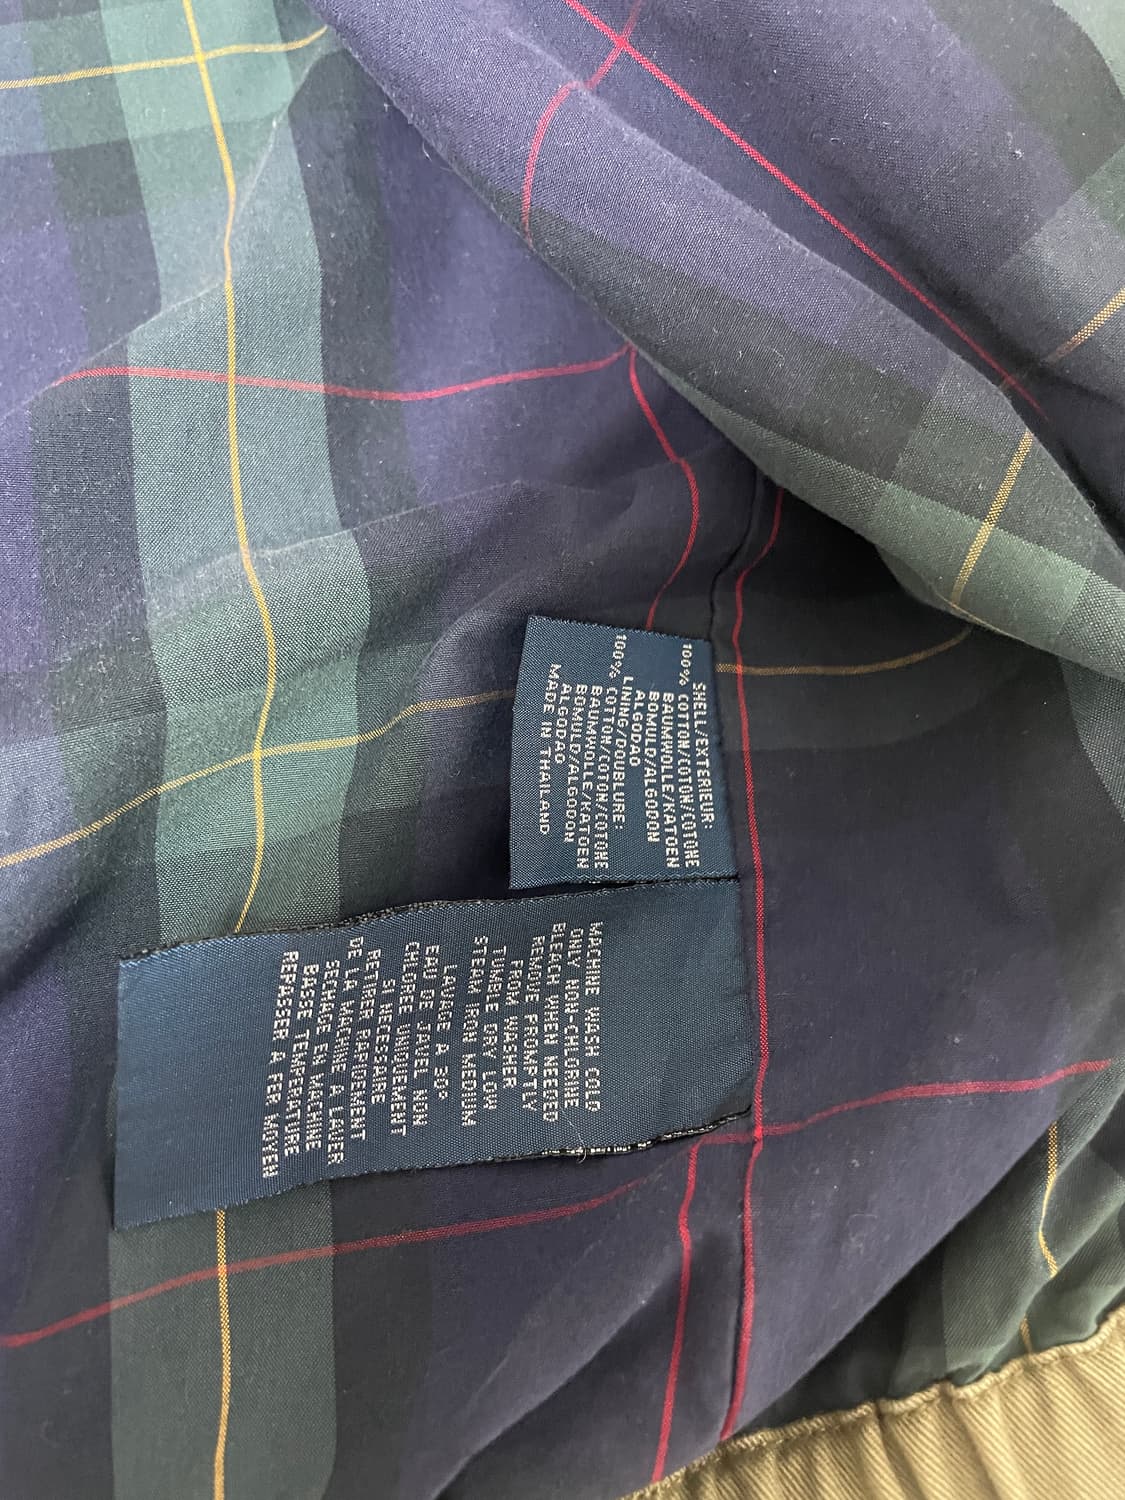 SHELL/EXTERIEUR:
100% COTTON/COTON/COTONE
BAUMWOLLE/KATOEN
BOMULD/ALGODON
ALGODAO
LINING/DOUBLURE:
100% COTTON/COTON/COTONE
BAUMWOLLE/KATOEN
BOMULD/ALGODON
ALGODAO
MADE IN THAILAND
MACHINE WASH COLD
ONLY NON-CHLORINE
BLEACH WHEN NEEDED
REMOVE PROMPTLY
FROM WASHER
TUMBLE DRY LOW
STEAM IRON MEDIUM
LAVAGE A 30°
EAU DE JAVEL NON
CHLOREE UNIQUEMENT
SI NECESSAIRE
RETIRER RAPIDEMENT
DE LA MACHINE A LAVER
SECHAGE EN MACHINE
BASSE TEMPERATURE
REPASSER A FER MOYEN